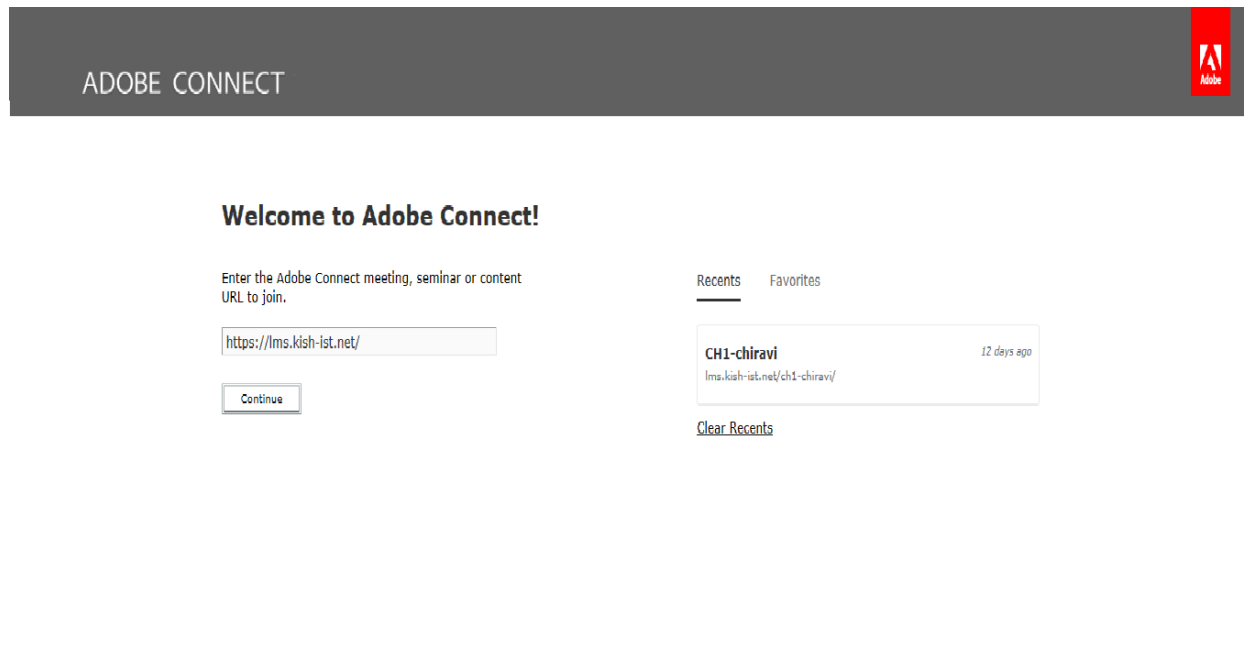 ADOBE CONNECT
Adobe
Welcome to Adobe Connect!
Enter the Adobe Connect meeting, seminar or content
URL to join.
https://lms.kish-ist.net/
Continue
Recents Favorites
CH1-chiravi 12 days ago
lms.kish-ist.net/ch1-chiravi/
Clear Recents